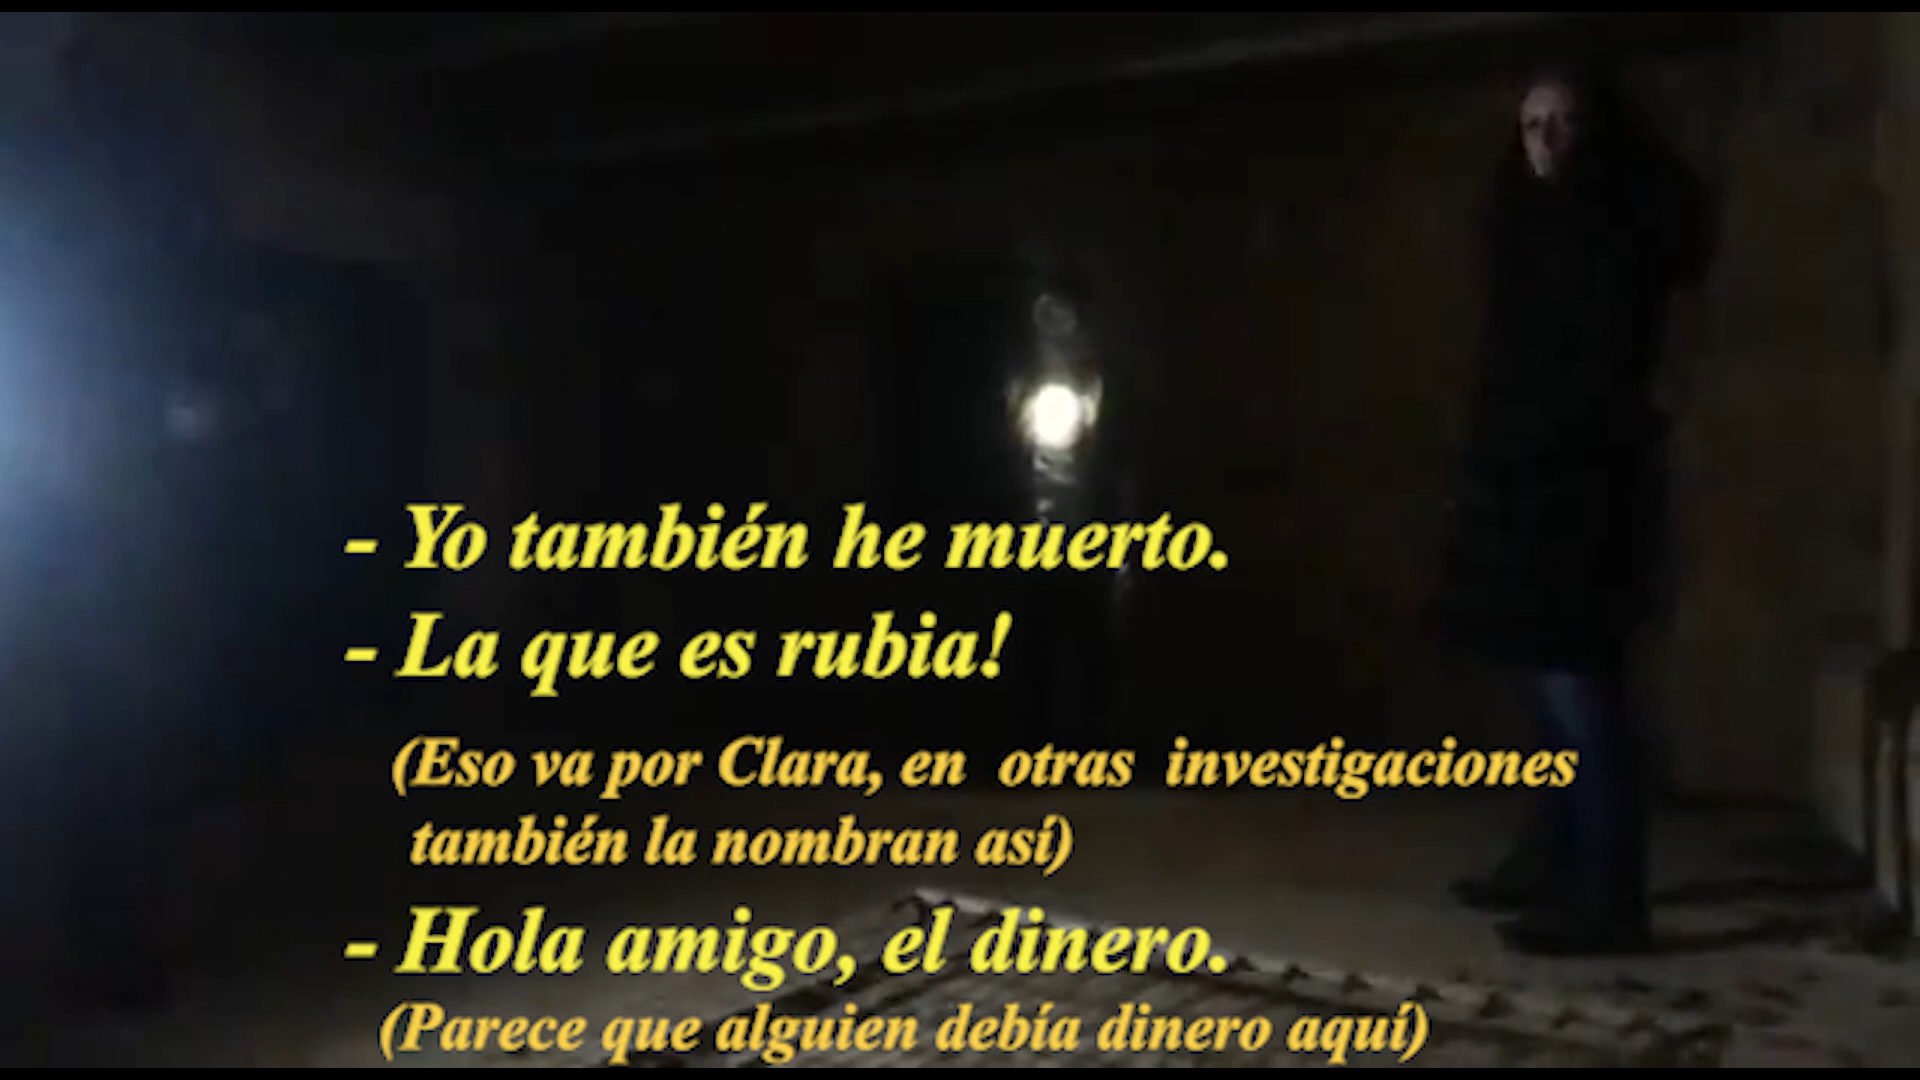 - Yo también he muerto.
- La que es rubia!
(Eso va por Clara, en otras investigaciones
también la nombran así)
- Hola amigo, el dinero.
(Parece que alguien debía dinero aquí)